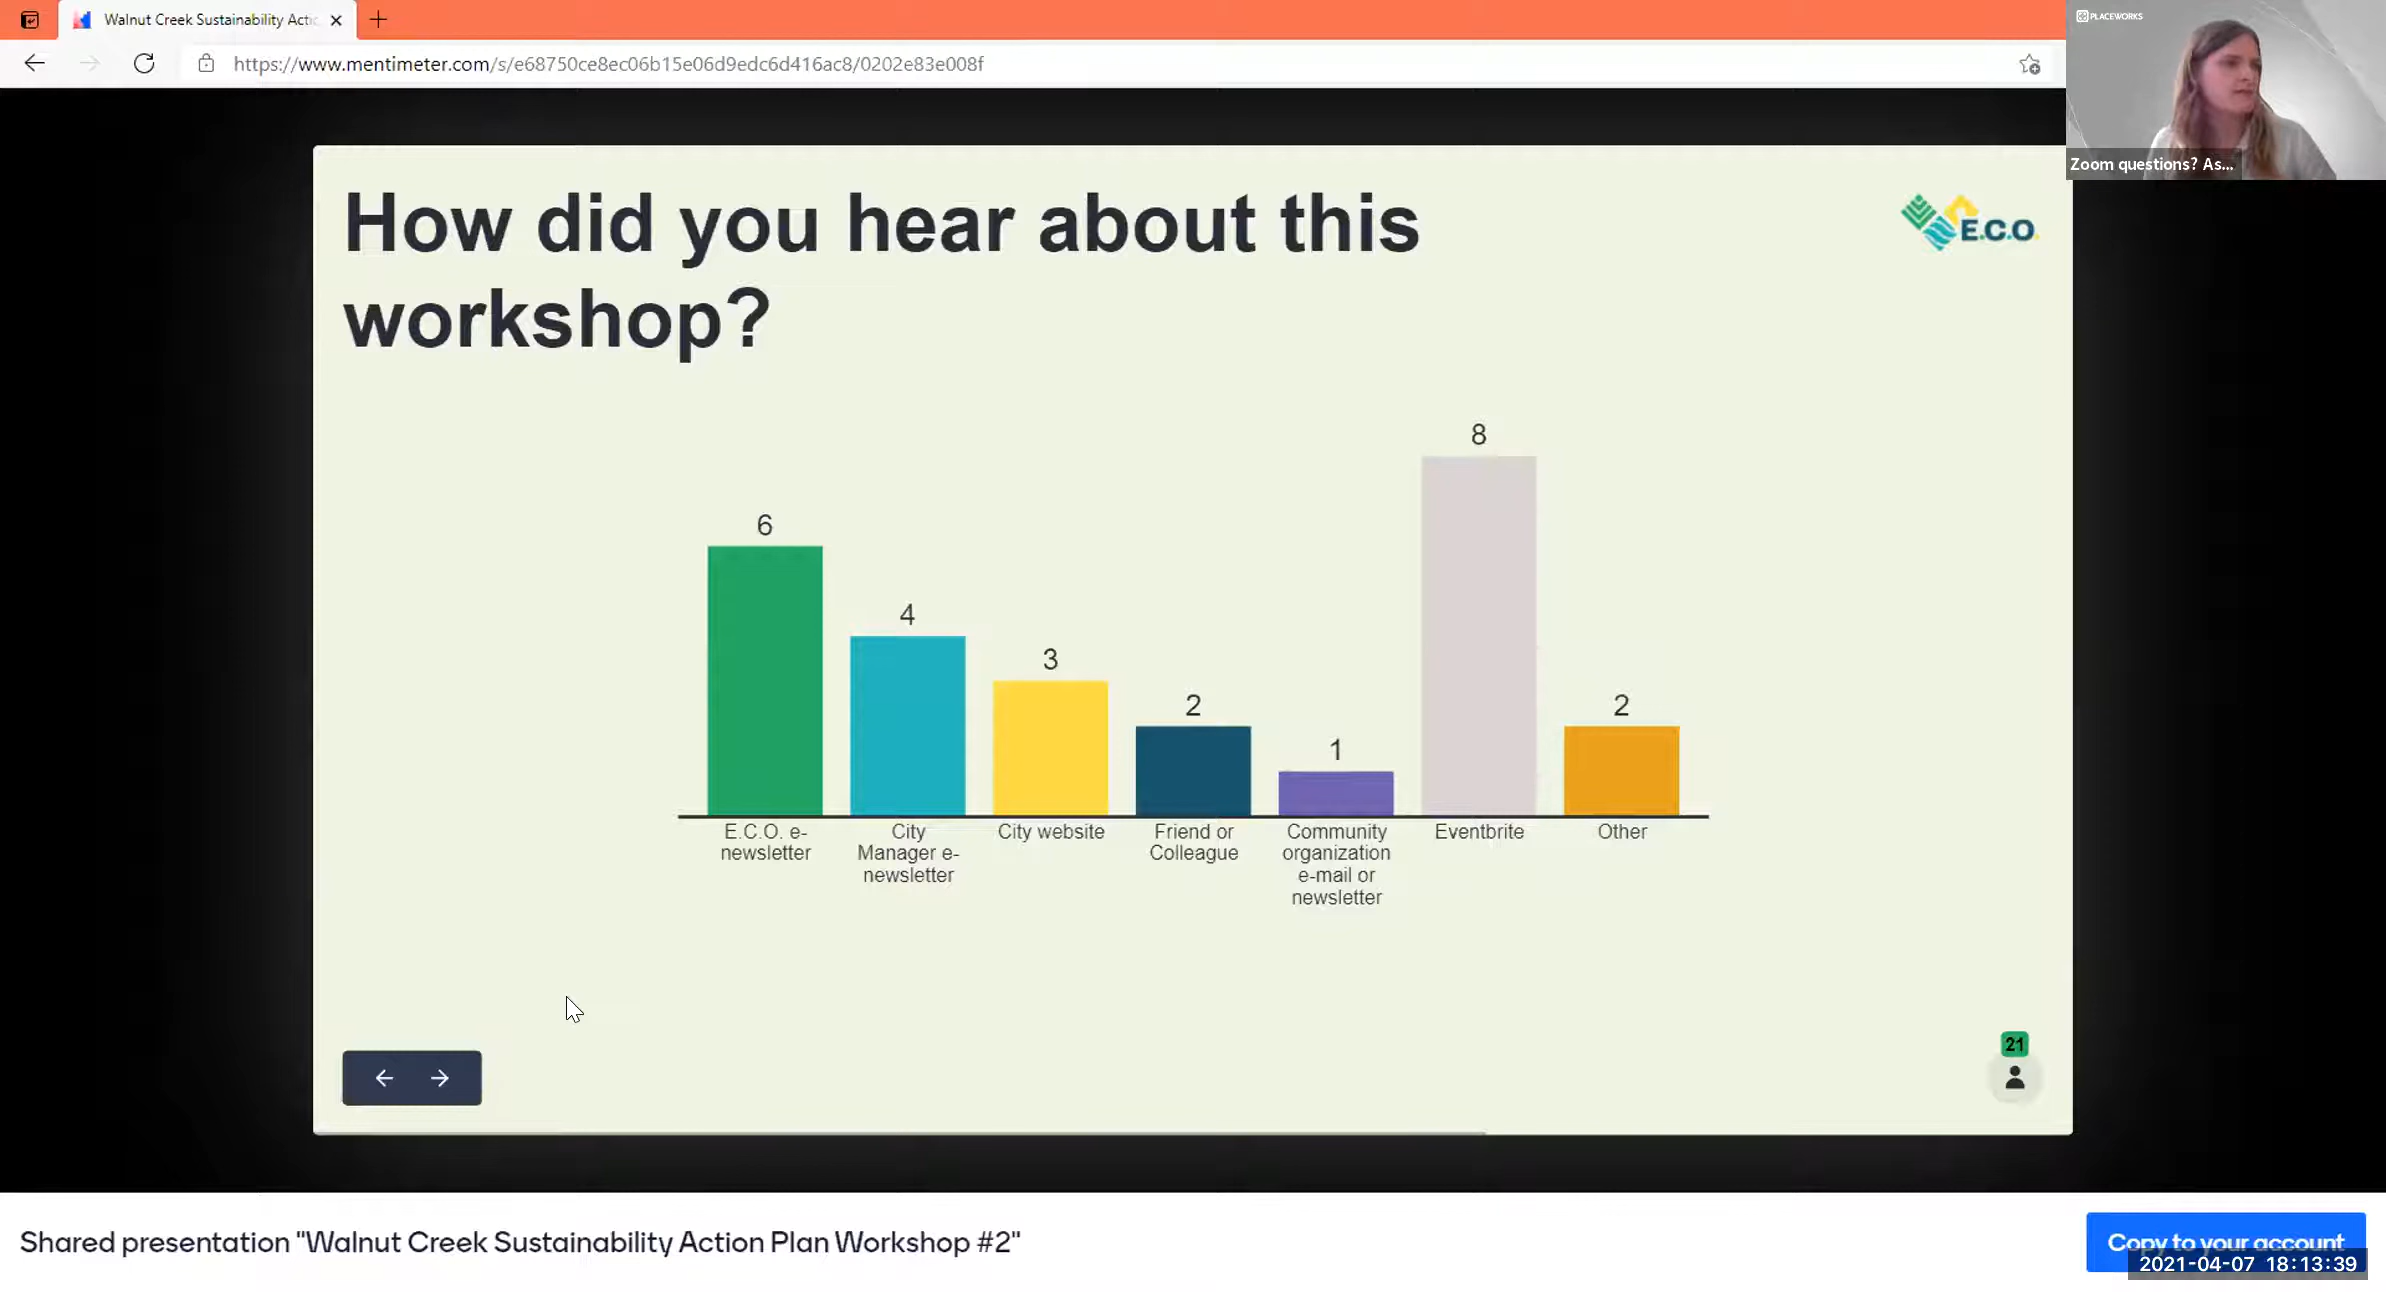 Walnut Creek Sustainability Actic
https://www.mentimeter.com/s/e68750ce8ec06b15e06d9edc6d416ac8/0202e83e008f
PLACEWORKS
Zoom questions? As...
How did you hear about this
workshop?
E.C.O.
8
6
4
3
2
1
2
E.C.O. e-
newsletter
City
Manager e-
newsletter
City website
Friend or
Colleague
Community
organization
e-mail or
newsletter
Eventbrite
Other
21
Shared presentation "Walnut Creek Sustainability Action Plan Workshop #2"
Copy to your account
2021-04-07 18:13:39